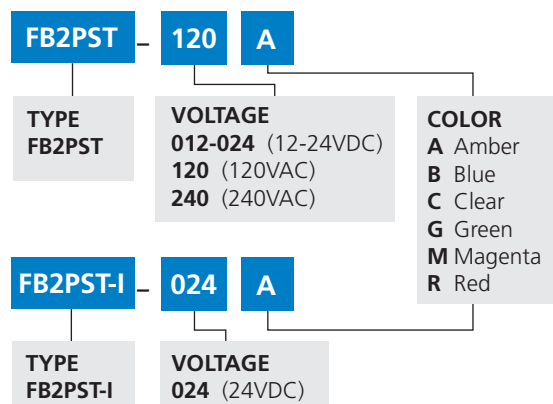 FB2PST – 120 A
TYPE
FB2PST
VOLTAGE
012-024 (12-24VDC)
120 (120VAC)
240 (240VAC)
COLOR
A Amber
B Blue
C Clear
G Green
M Magenta
R Red
FB2PST-I – 024 A
TYPE
FB2PST-I
VOLTAGE
024 (24VDC)